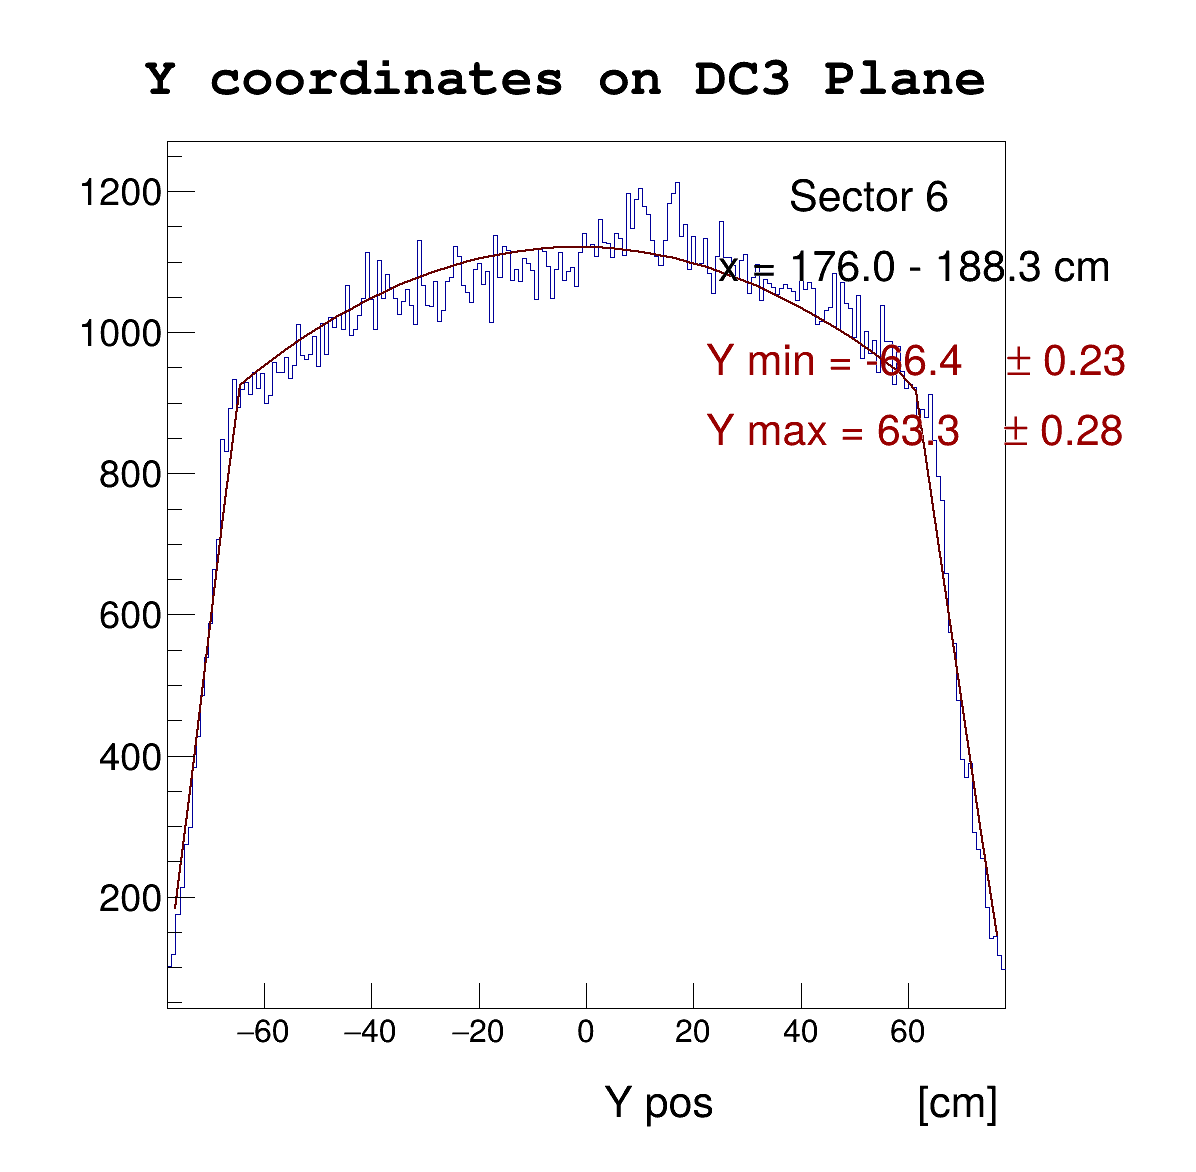 Y coordinates on DC3 Plane
Sector 6
x = 176.0 - 188.3 cm
Y min = -66.4 ± 0.23
Y max = 63.3 ± 0.28
1200
1000
800
600
400
200
−60 −40 −20 0 20 40 60
Y pos [cm]